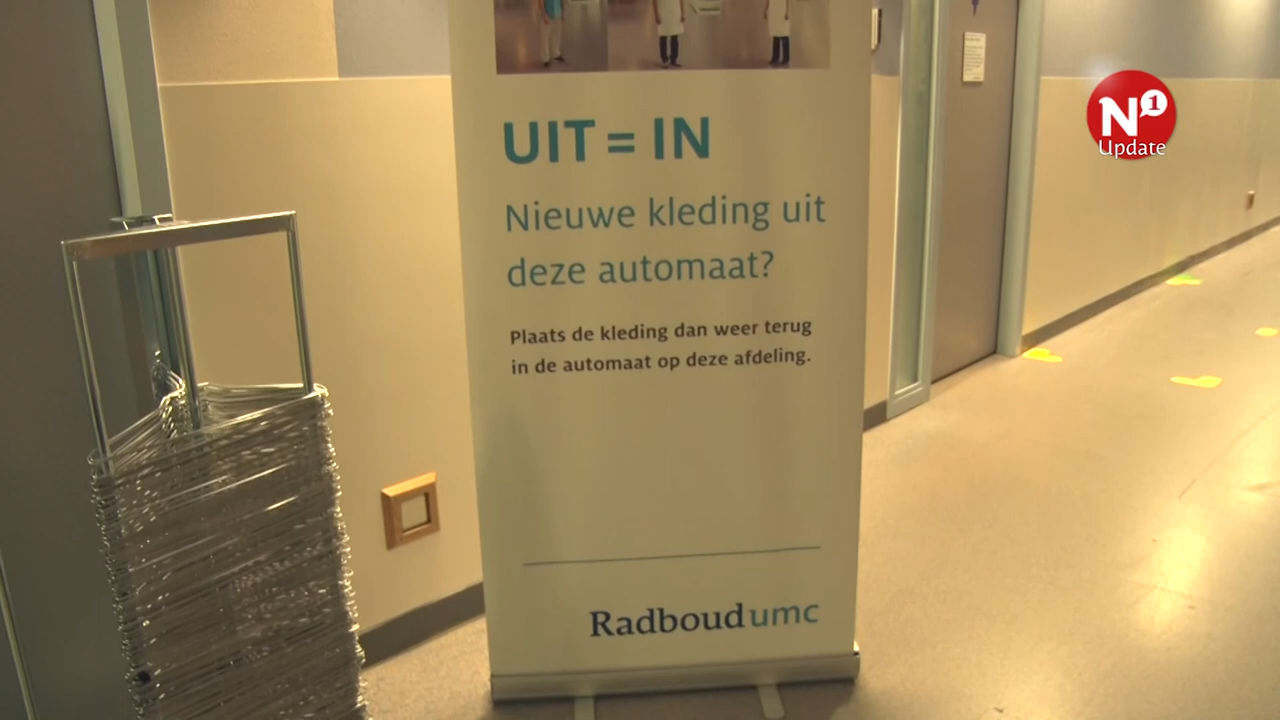 UIT = IN
Nieuwe kleding uit
deze automaat?
Plaats de kleding dan weer terug
in de automaat op deze afdeling.
Radboudumc
N1
Update